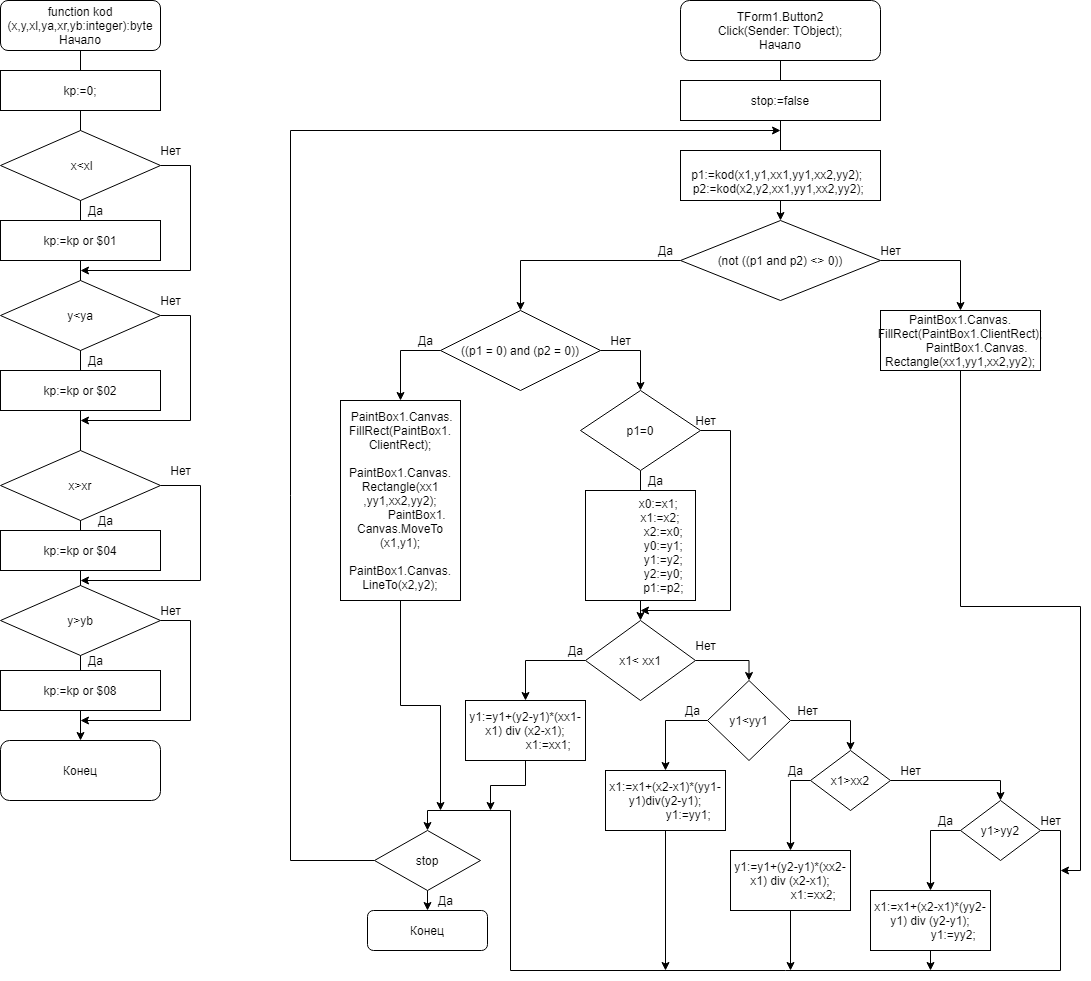 function kod
(x,y,xl,ya,xr,yb:integer):byte
Начало
kp:=0;
x<xl
Нет
Да
kp:=kp or $01
y<ya
Нет
Да
kp:=kp or $02
x>xr
Нет
Да
kp:=kp or $04
y>yb
Нет
Да
kp:=kp or $08
Конец
TForm1.Button2
Click(Sender: TObject);
Начало
stop:=false
p1:=kod(x1,y1,xx1,yy1,xx2,yy2);
p2:=kod(x2,y2,xx1,yy1,xx2,yy2);
(not ((p1 and p2) <> 0))
Да
Нет
PaintBox1.Canvas.
FillRect(PaintBox1.ClientRect);
PaintBox1.Canvas.
Rectangle(xx1,yy1,xx2,yy2);
((p1 = 0) and (p2 = 0))
Да
Нет
PaintBox1.Canvas.
FillRect(PaintBox1.
ClientRect);
PaintBox1.Canvas.
Rectangle(xx1
,yy1,xx2,yy2);
PaintBox1.
Canvas.MoveTo
(x1,y1);
PaintBox1.Canvas.
LineTo(x2,y2);
p1=0
Нет
Да
x0:=x1;
x1:=x2;
x2:=x0;
y0:=y1;
y1:=y2;
y2:=y0;
p1:=p2;
x1< xx1
Да
Нет
y1:=y1+(y2-y1)*(xx1-
x1) div (x2-x1);
x1:=xx1;
y1<yy1
Да
Нет
x1:=x1+(x2-x1)*(yy1-
y1)div(y2-y1);
y1:=yy1;
x1>xx2
Да
Нет
y1:=y1+(y2-y1)*(xx2-
x1) div (x2-x1);
x1:=xx2;
y1>yy2
Да
Нет
x1:=x1+(x2-x1)*(yy2-
y1) div (y2-y1);
y1:=yy2;
stop
Да
Конец